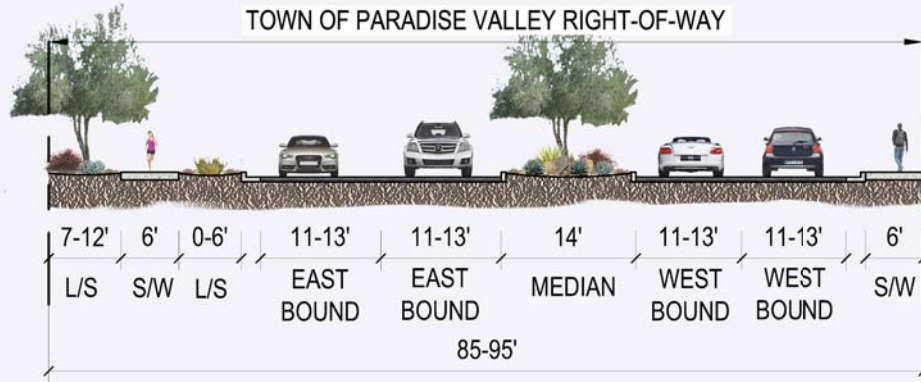 TOWN OF PARADISE VALLEY RIGHT-OF-WAY
7-12' 6' 0-6' 11-13' 11-13' 14' 11-13' 11-13' 6'
L/S S/W L/S EAST BOUND EAST BOUND MEDIAN WEST BOUND WEST BOUND S/W
85-95'